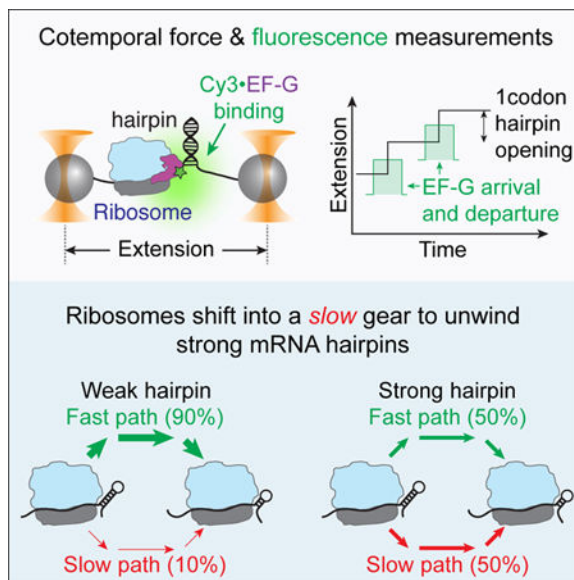 Cotemporal force & fluorescence measurements
Cy3•EF-G
binding
hairpin
Ribosome
Extension
Extension
Time
1codon
hairpin
opening
EF-G arrival
and departure
Ribosomes shift into a slow gear to unwind
strong mRNA hairpins
Weak hairpin
Fast path (90%)
Slow path (10%)
Strong hairpin
Fast path (50%)
Slow path (50%)